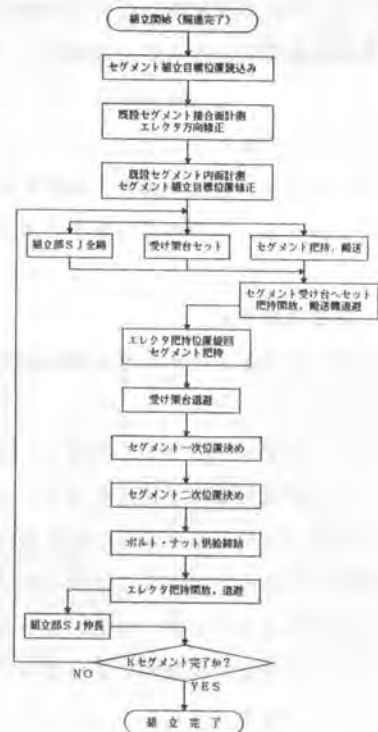 組立開始（掘進完了）
セグメント組立目標位置読込み
既設セグメント接合面計測
エレクタ方向修正
既設セグメント内面計測
セグメント組立目標位置修正
組立部SJ全縮
受け架台セット
セグメント把持，輸送
セグメント受け台へセット
把持開放，輸送機退避
エレクタ把持位置旋回
セグメント把持
受け架台退避
セグメント一次位置決め
セグメント二次位置決め
ボルト・ナット供給締結
エレクタ把持開放，退避
組立部SJ伸長
Kセグメント完了か？
NO
YES
組立完了